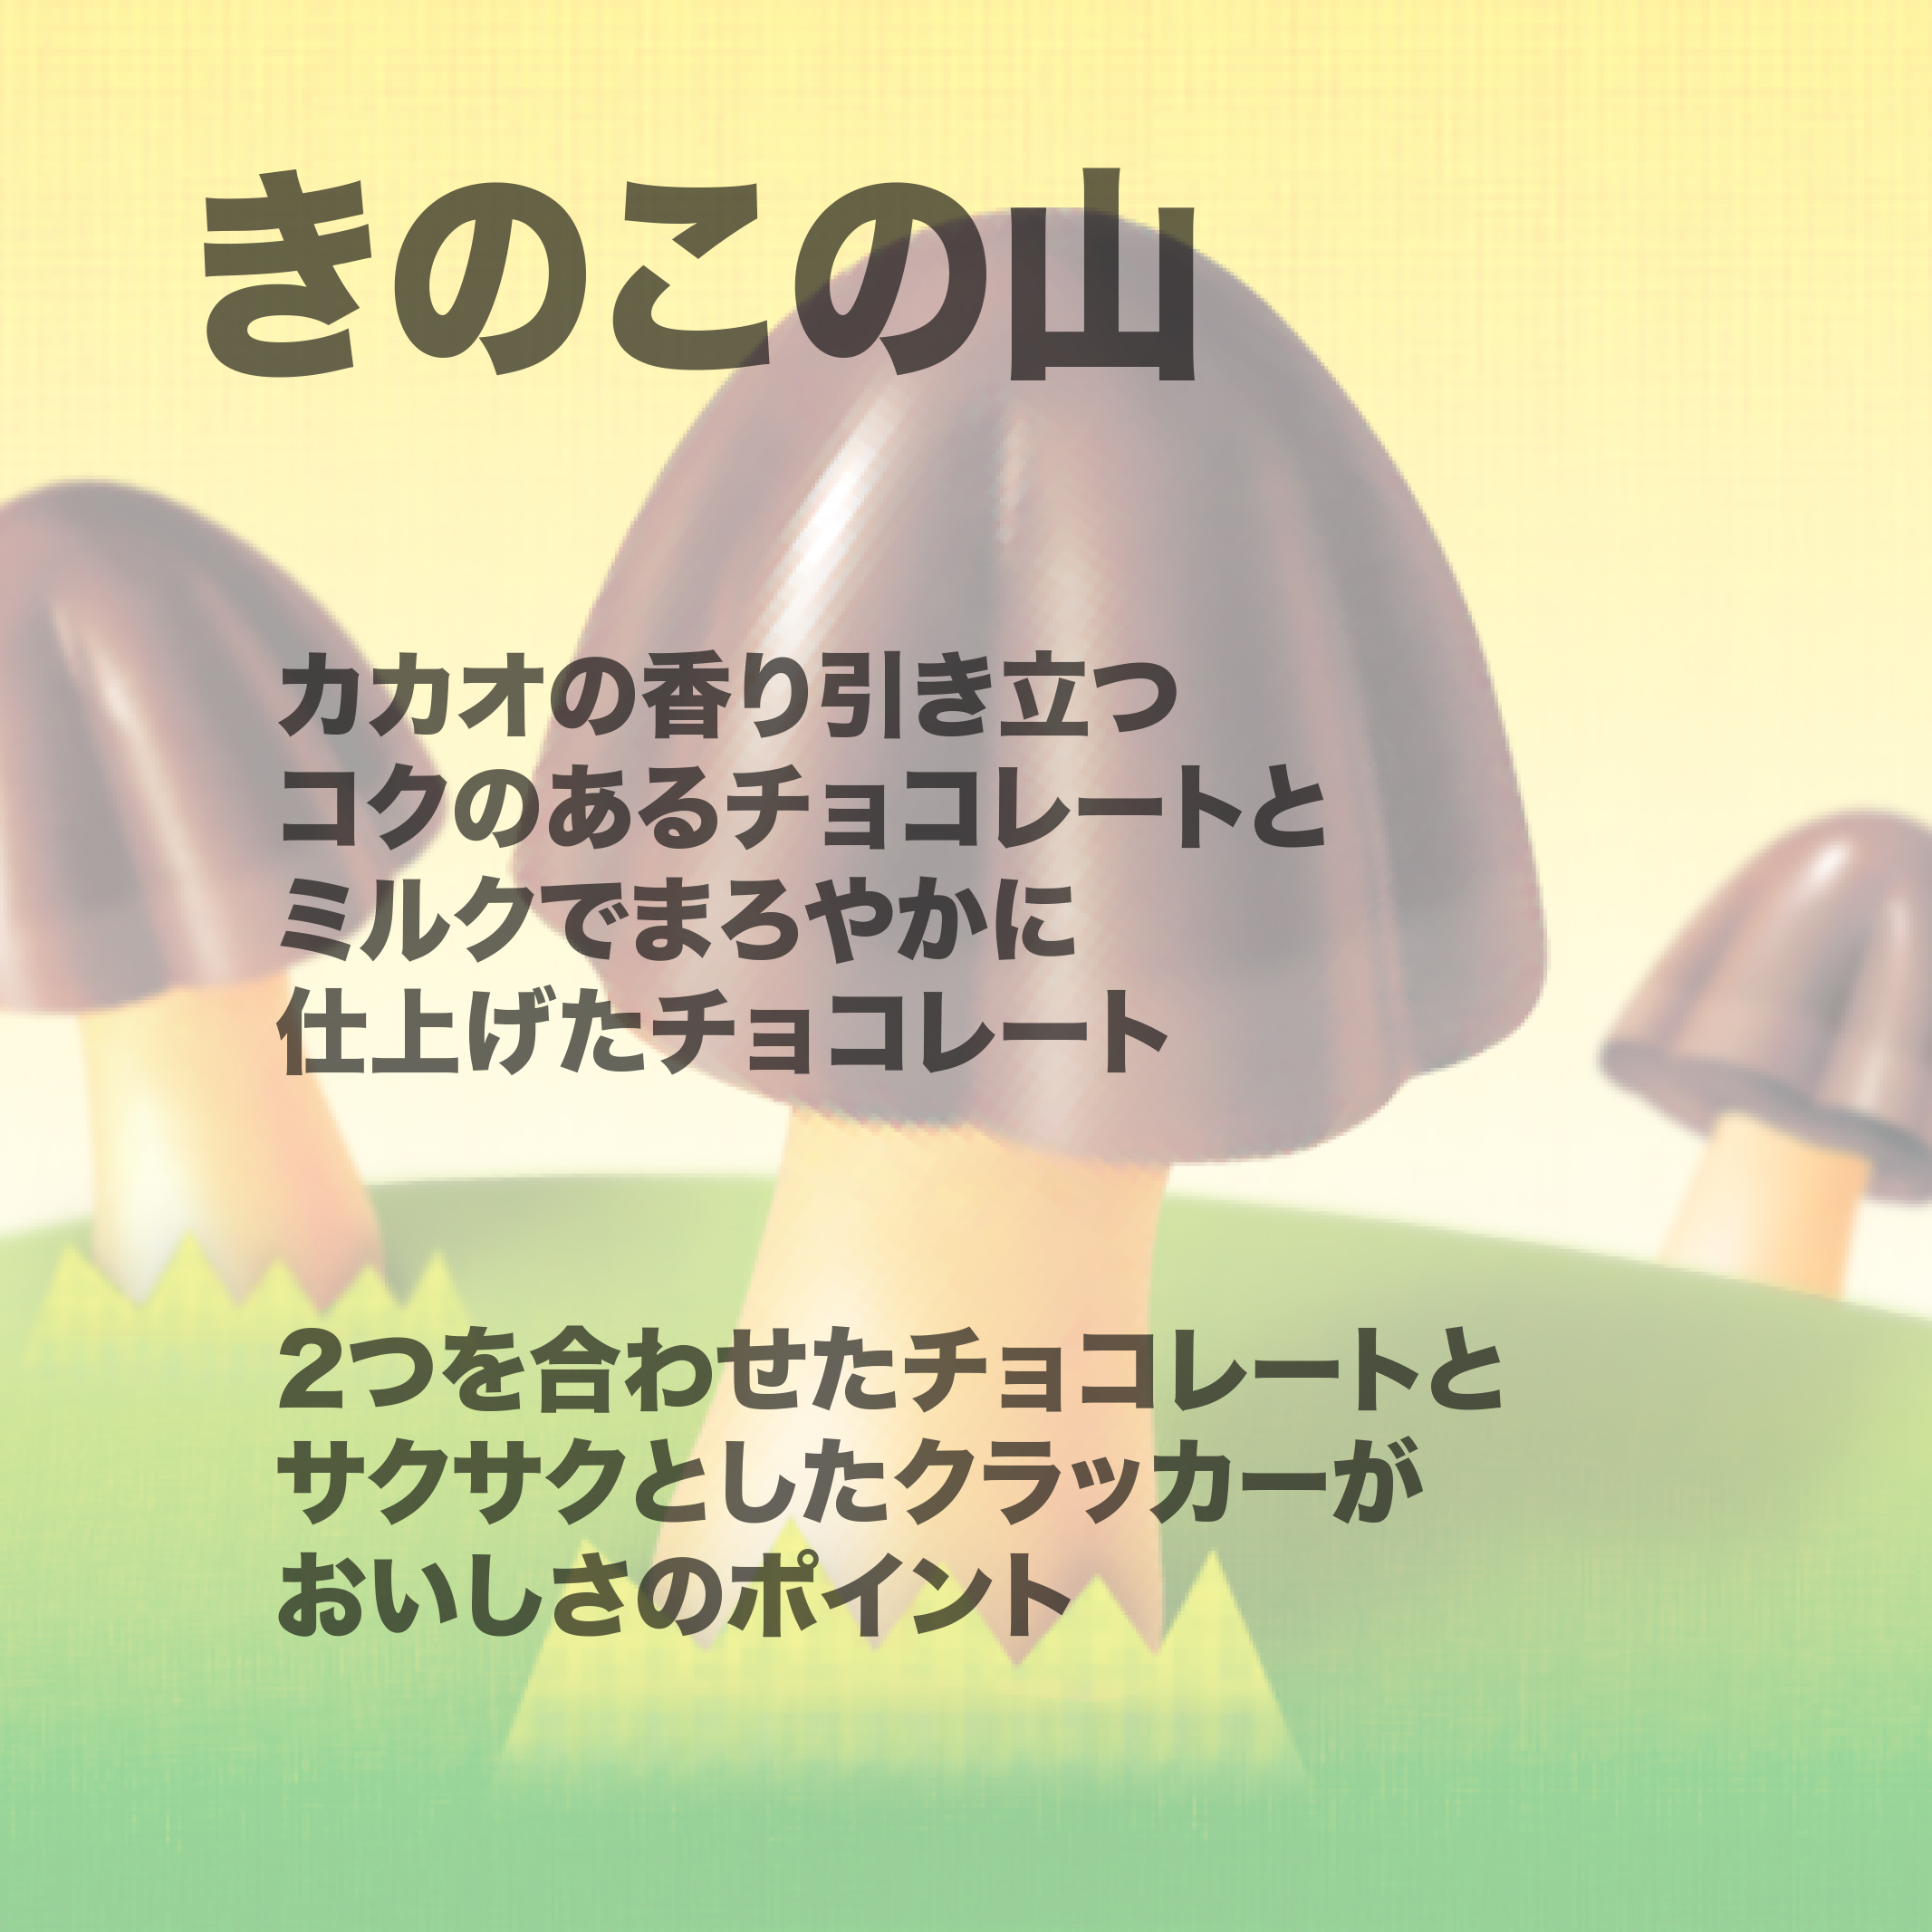 きのこの山
カカオの香り引き立つ
コクのあるチョコレートと
ミルクでまろやかに
仕上げたチョコレート
2つを合わせたチョコレートと
サクサクとしたクラッカーが
おいしさのポイント